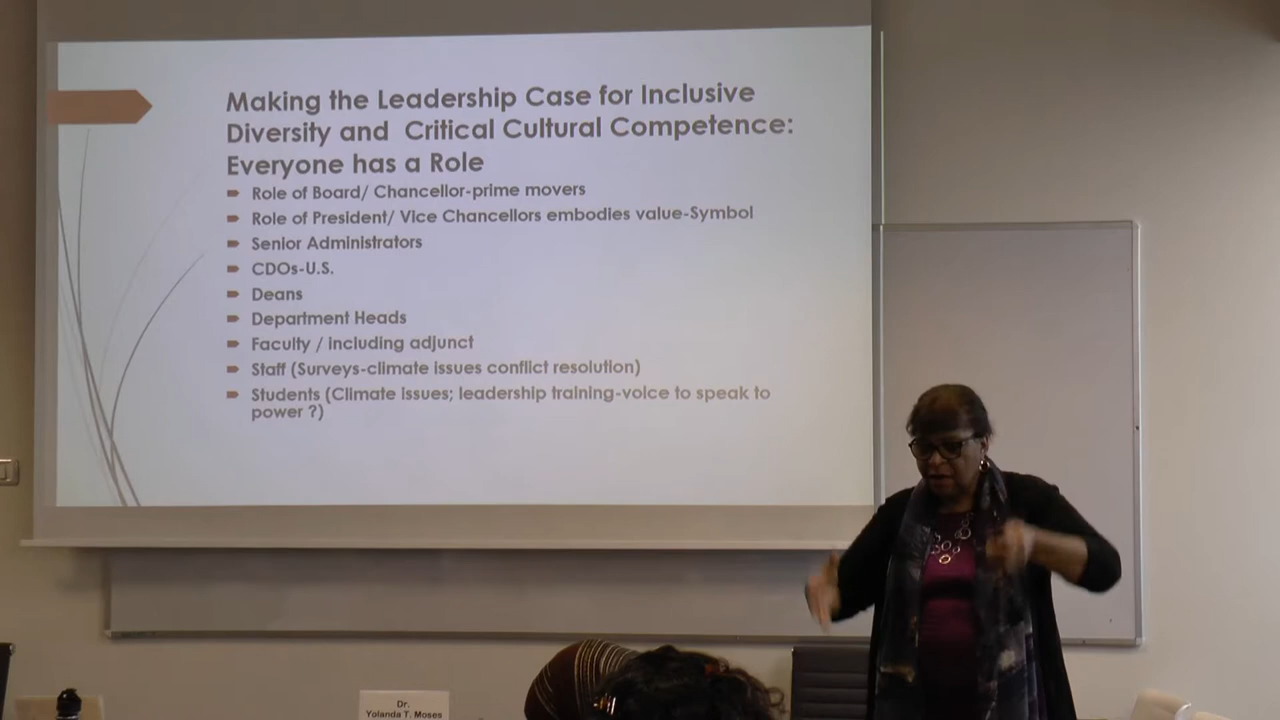 Making the Leadership Case for Inclusive
Diversity and Critical Cultural Competence:
Everyone has a Role
Role of Board/ Chancellor-prime movers
Role of President/ Vice Chancellors embodies value-Symbol
Senior Administrators
CDOs-U.S.
Deans
Department Heads
Faculty / including adjunct
Staff (Surveys-climate issues conflict resolution)
Students (Climate issues; leadership training-voice to speak to
power ?)
Dr.
Yolanda T. Moses